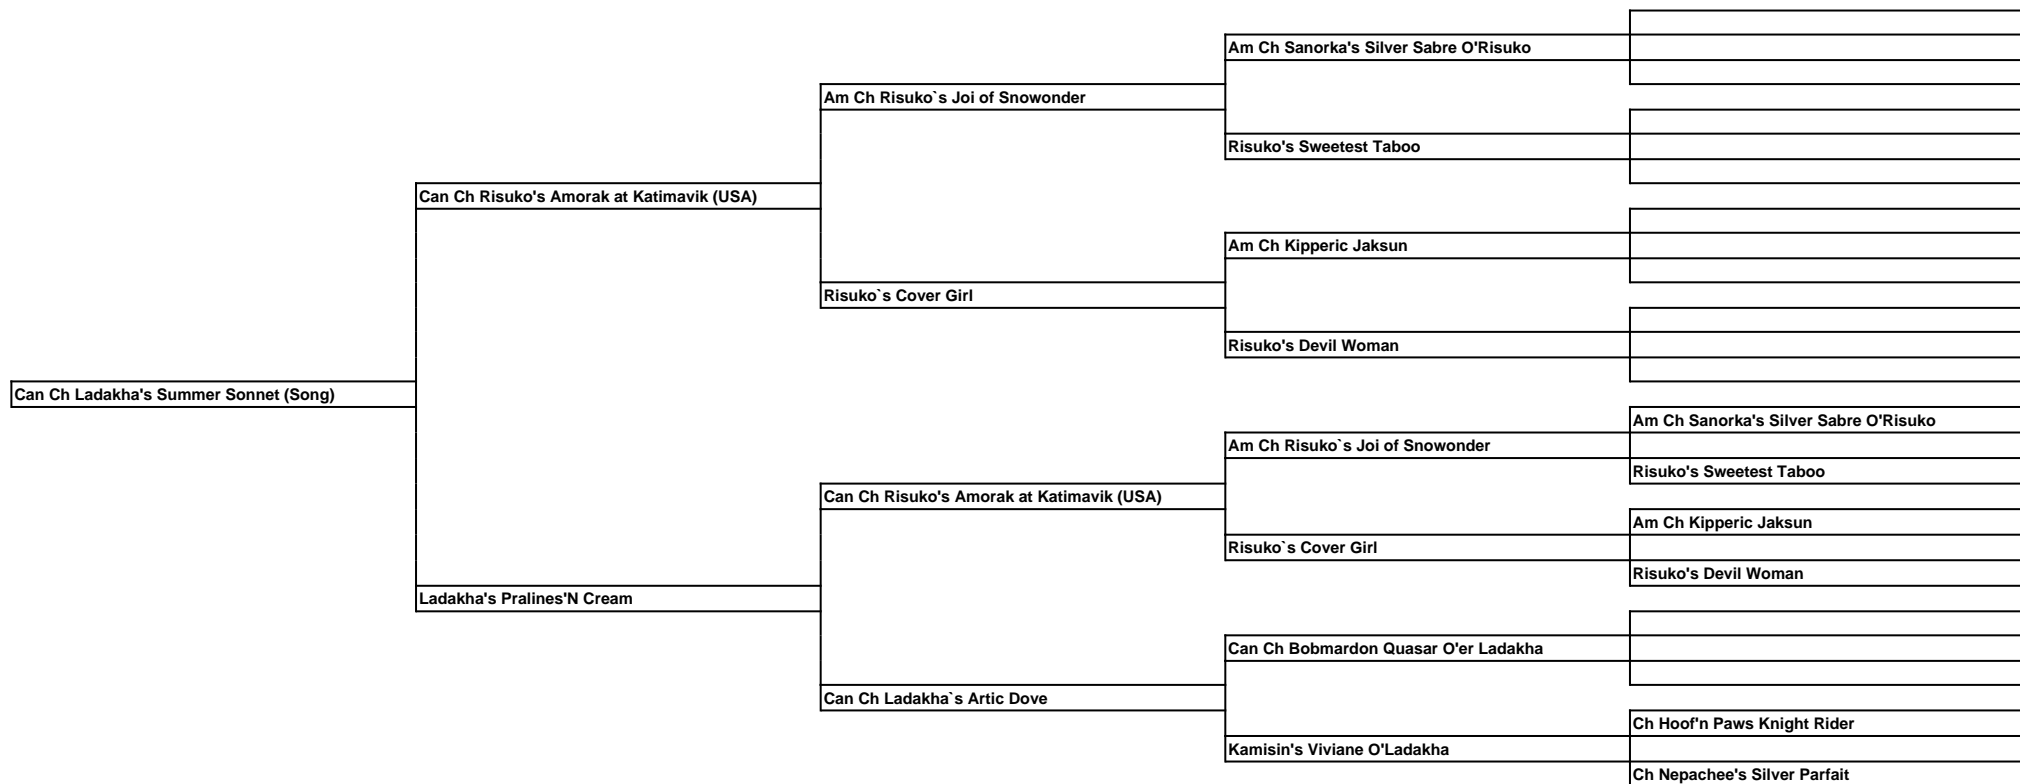 Am Ch Sanorka's Silver Sabre O'Risuko
Am Ch Risuko`s Joi of Snowonder
Risuko's Sweetest Taboo
Can Ch Risuko's Amorak at Katimavik (USA)
Am Ch Kipperic Jaksun
Risuko`s Cover Girl
Risuko's Devil Woman
Can Ch Ladakha's Summer Sonnet (Song)
Am Ch Sanorka's Silver Sabre O'Risuko
Am Ch Risuko`s Joi of Snowonder
Risuko's Sweetest Taboo
Can Ch Risuko's Amorak at Katimavik (USA)
Am Ch Kipperic Jaksun
Risuko`s Cover Girl
Risuko's Devil Woman
Ladakha's Pralines'N Cream
Can Ch Bobmardon Quasar O'er Ladakha
Can Ch Ladakha`s Artic Dove
Ch Hoof'n Paws Knight Rider
Kamisin's Viviane O'Ladakha
Ch Nepachee's Silver Parfait